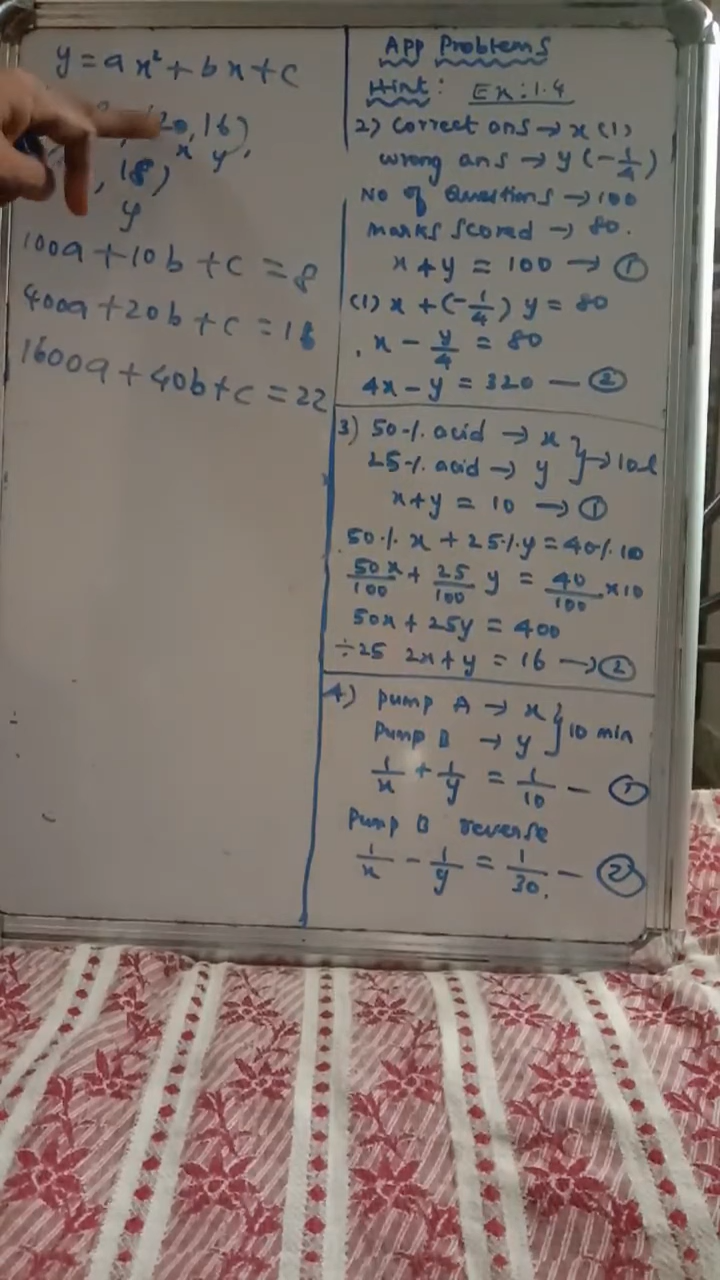 y = ax² + bx + c
, (20, 16),
x y
, 18)
y
100a + 10b + c = 8
400a + 20b + c = 16
1600a + 40b + c = 22
App Problems
Hint: Ex:1.4
2) correct ans → x (1)
wrong ans → y (-1/4)
No of Questions → 100
marks scored → 80.
x + y = 100 → ①
(1) x + (-1/4) y = 80
x - y/4 = 80
4x - y = 320 — ②
3) 50% acid → x
25% acid → y } → 10l
x + y = 10 → ①
50% x + 25% y = 40% 10
50x/100 + 25/100 y = 40/100 × 10
50x + 25y = 400
÷25 2x + y = 16 → ②
4) Pump A → x
Pump B → y } 10 min
1/x + 1/y = 1/10 — ①
Pump B reverse
1/x - 1/y = 1/30. — ②